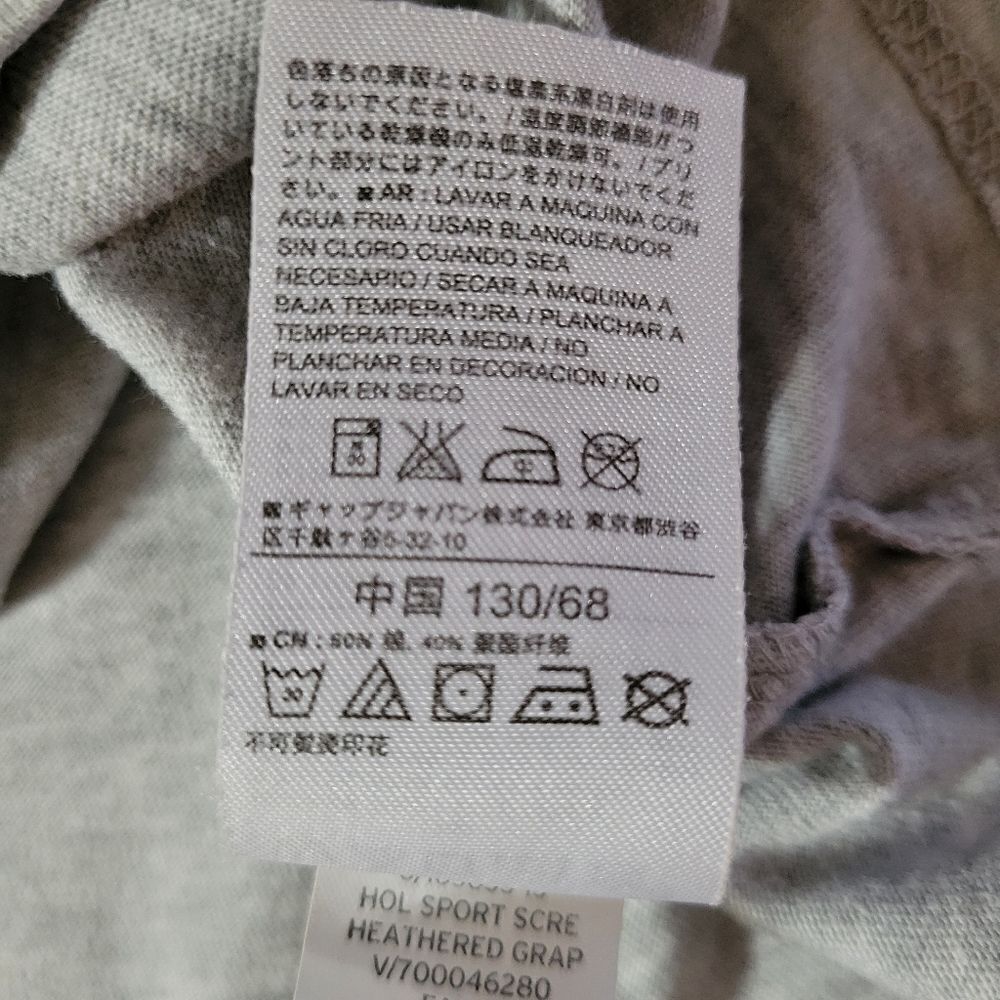 色落ちの原因となる塩素系漂白剤は使用
しないでください。/温度調節機能がつ
いている乾燥機のみ低温乾燥可。/プリ
ント部分にはアイロンをかけないでくだ
さい。 AR : LAVAR A MAQUINA CON
AGUA FRIA / USAR BLANQUEADOR
SIN CLORO CUANDO SEA
NECESARIO / SECAR A MAQUINA A
BAJA TEMPERATURA / PLANCHAR A
TEMPERATURA MEDIA / NO
PLANCHAR EN DECORACION / NO
LAVAR EN SECO
中
ギャップジャパン株式会社 東京都渋谷
区千駄ヶ谷5-32-10
中国 130/68
CN : 60% 棉, 40% 聚酯纤维
30
不可熨烫印花
HOL SPORT SCRE
HEATHERED GRAP
V/700046280